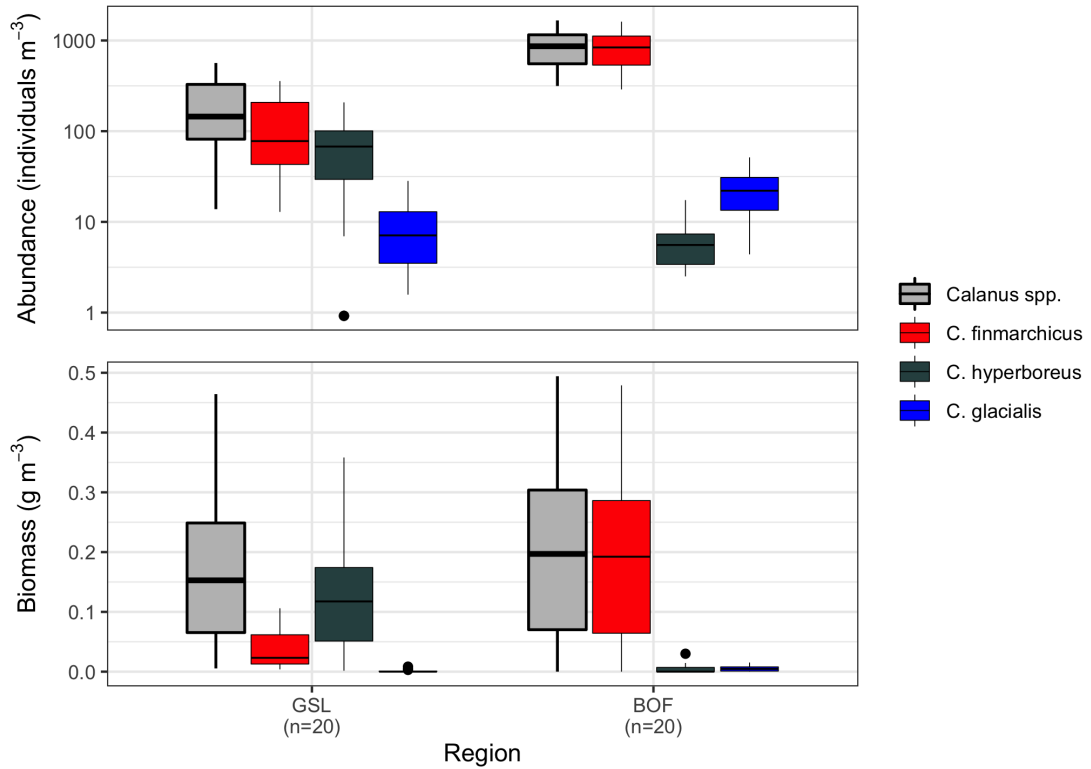 Abundance (individuals m⁻³)
1000
100
10
1
Biomass (g m⁻³)
0.5
0.4
0.3
0.2
0.1
0.0
GSL
(n=20)
BOF
(n=20)
Region
Calanus spp.
C. finmarchicus
C. hyperboreus
C. glacialis